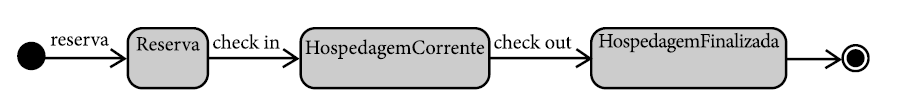 reserva
Reserva
check in
HospedagemCorrente
check out
HospedagemFinalizada